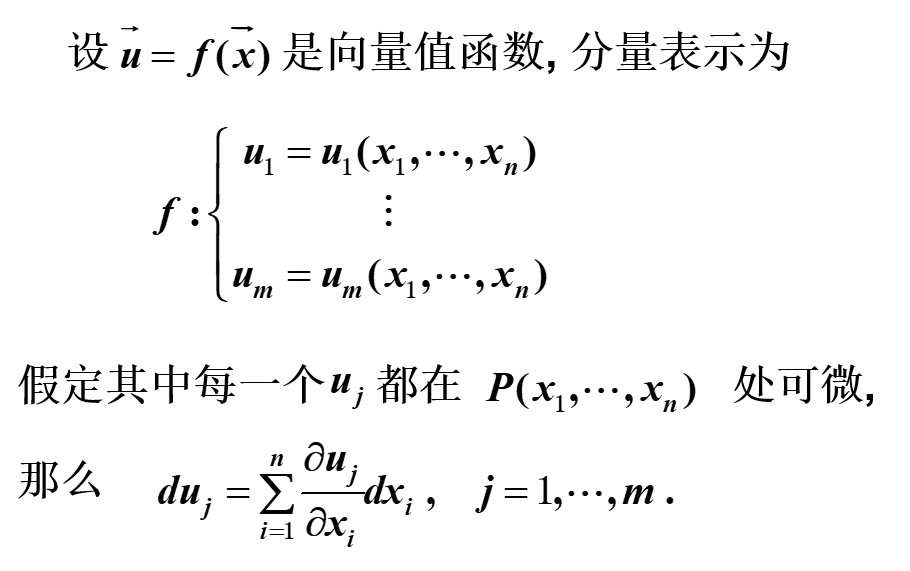 设 $\vec{u} = f(\vec{x})$ 是向量值函数, 分量表示为
$f : \begin{cases} u_1 = u_1(x_1, \cdots, x_n) \\ \vdots \\ u_m = u_m(x_1, \cdots, x_n) \end{cases}$
假定其中每一个 $u_j$ 都在 $P(x_1, \cdots, x_n)$ 处可微,
那么 $du_j = \sum_{i=1}^{n} \frac{\partial u_j}{\partial x_i} dx_i , \quad j = 1, \cdots, m .$